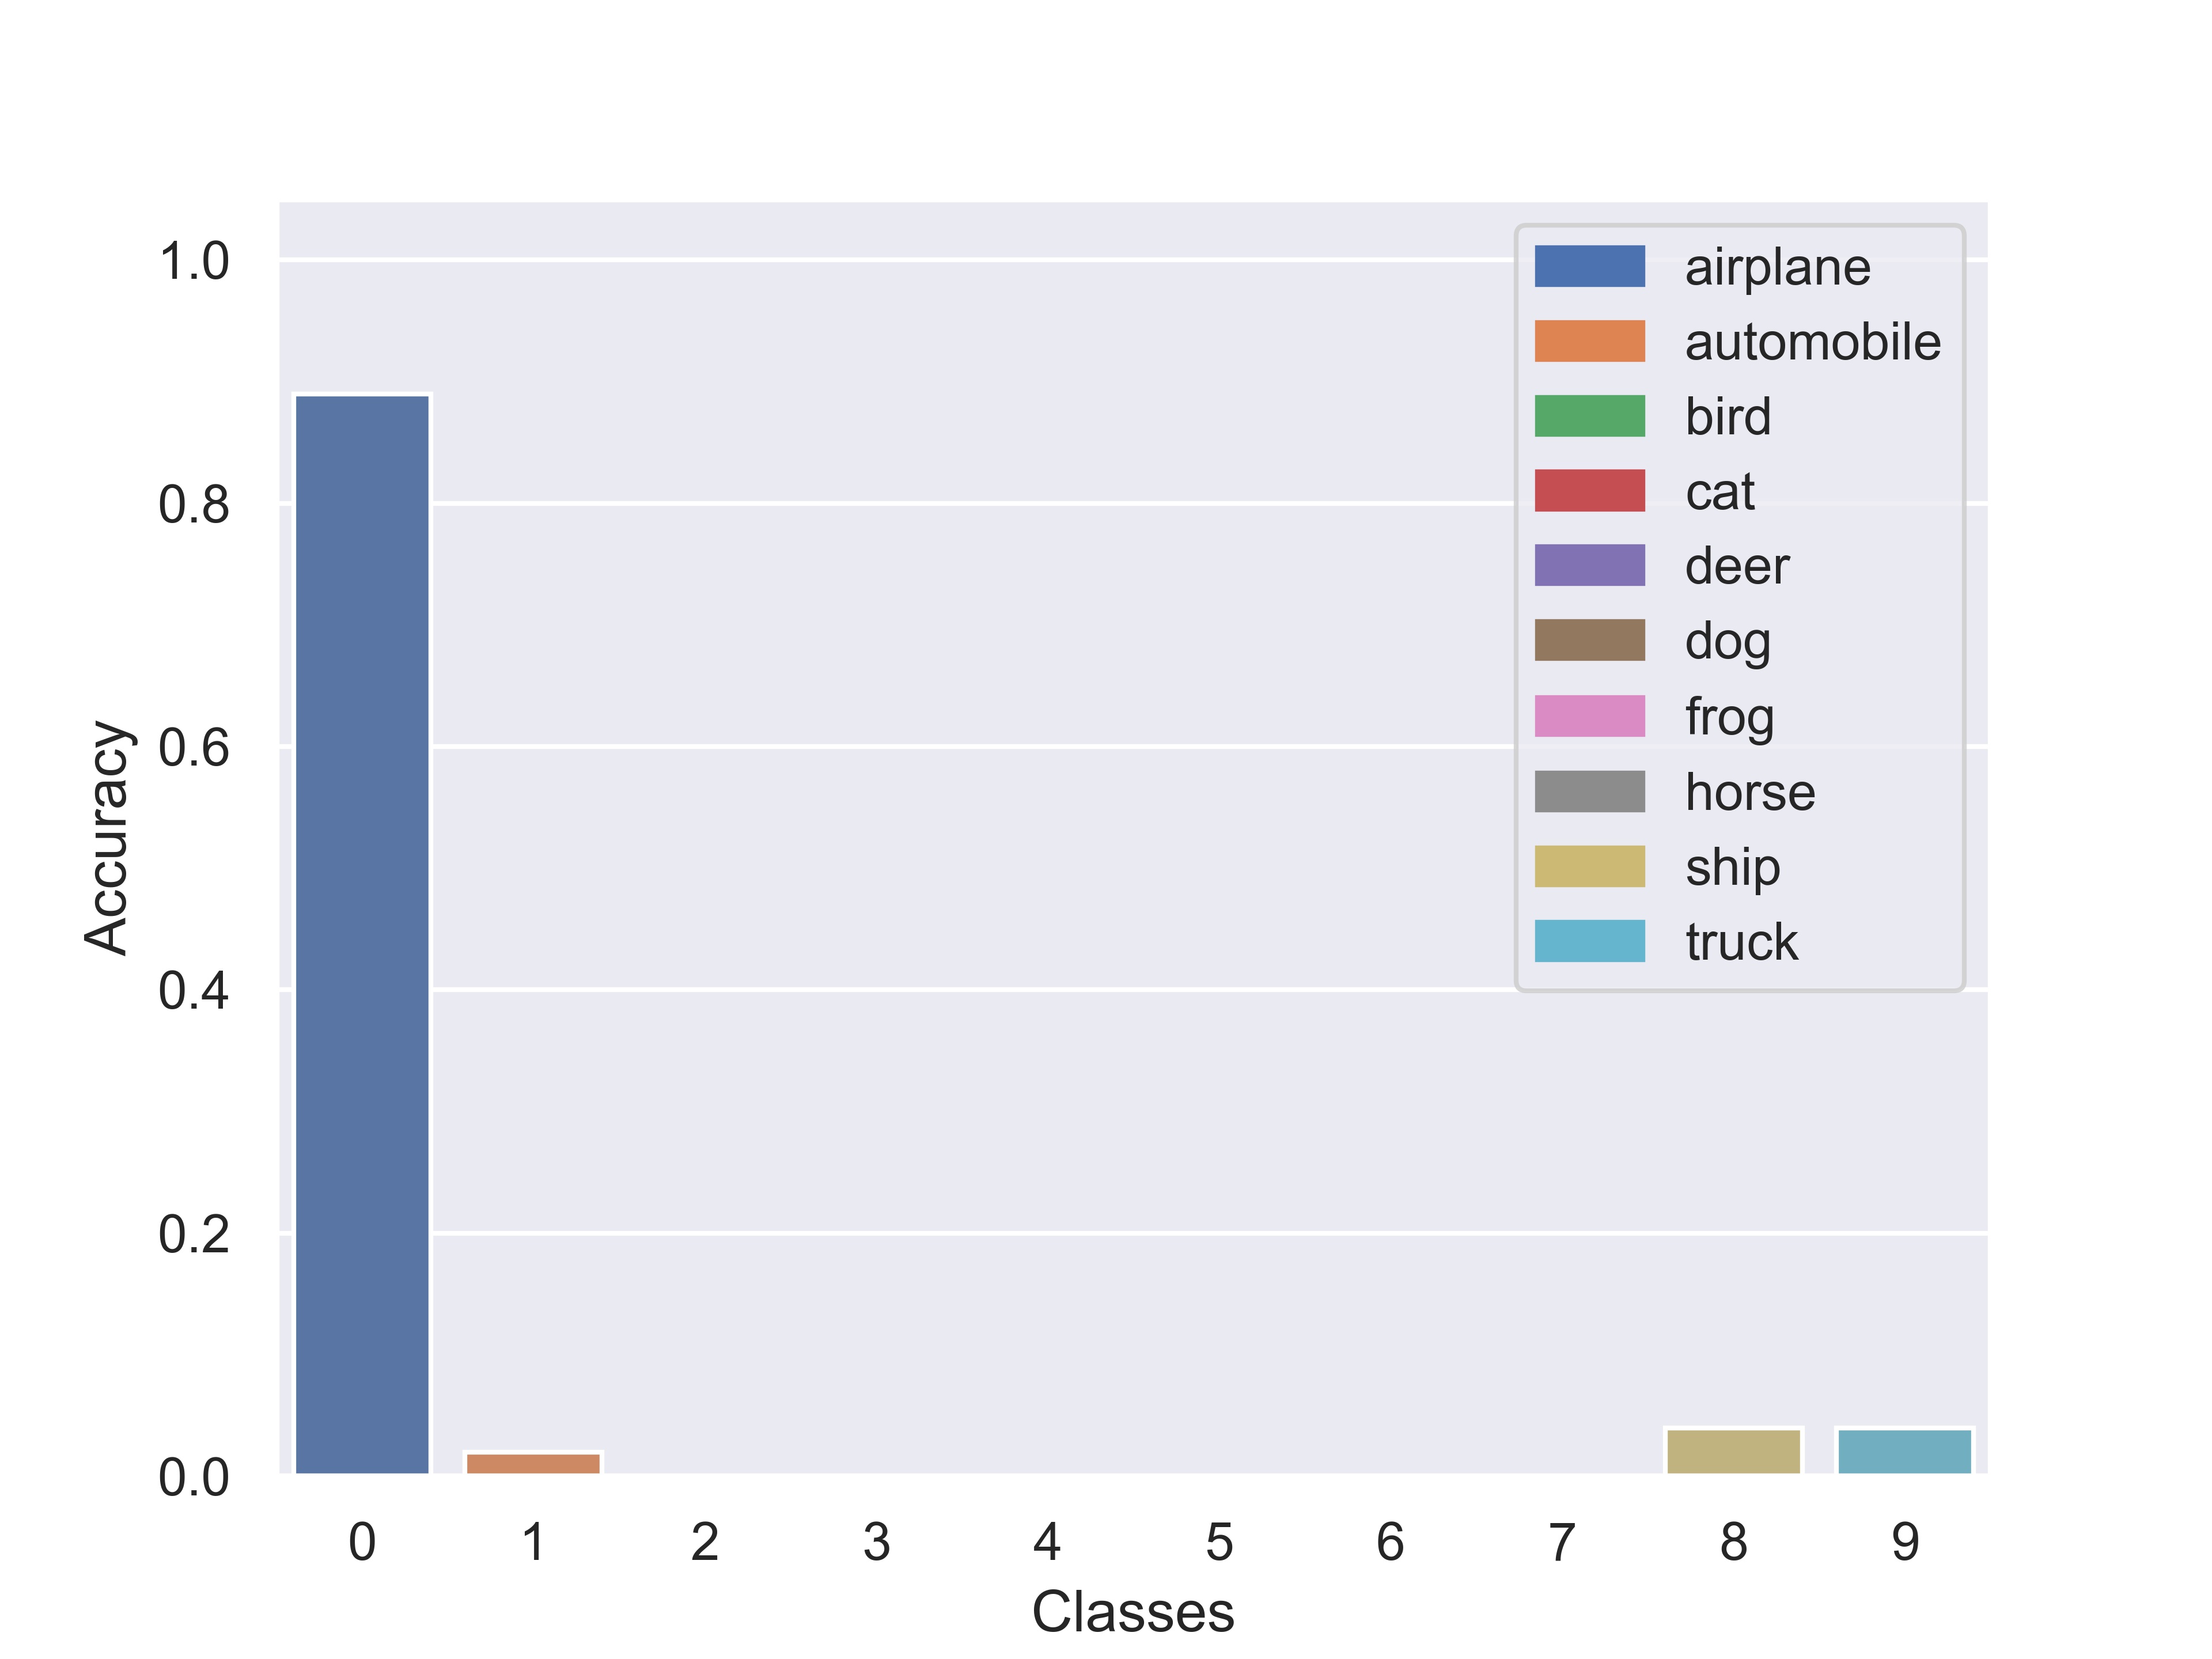 1.0
0.8
0.6
0.4
0.2
0.0
Accuracy
0 1 2 3 4 5 6 7 8 9
Classes
airplane
automobile
bird
cat
deer
dog
frog
horse
ship
truck